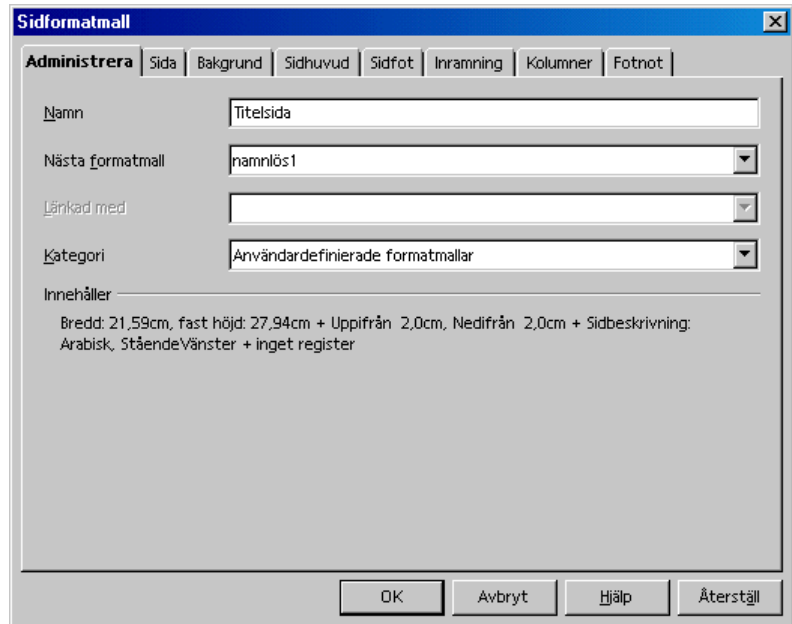 Sidformatmall
Administrera Sida Bakgrund Sidhuvud Sidfot Inramning Kolumner Fotnot
Namn Titelsida
Nästa formatmall namnlös1
Länkad med
Kategori Användardefinierade formatmallar
Innehåller
Bredd: 21,59cm, fast höjd: 27,94cm + Uppifrån 2,0cm, Nedifrån 2,0cm + Sidbeskrivning:
Arabisk, StåendeVänster + inget register
OK Avbryt Hjälp Återställ